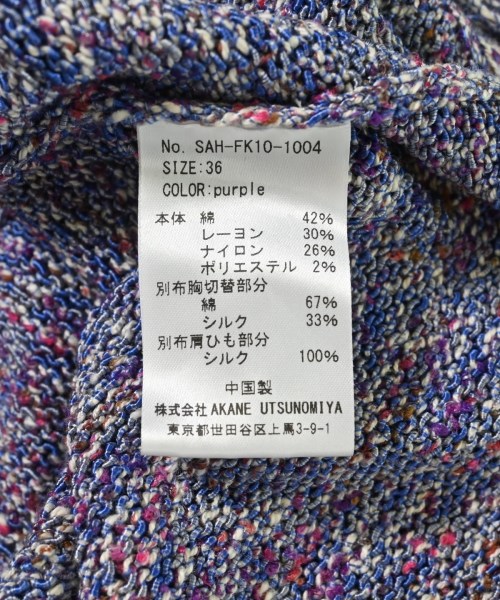 No. SAH-FK10-1004
SIZE:36
COLOR:purple
本体 綿 42%
レーヨン 30%
ナイロン 26%
ポリエステル 2%
別布胸切替部分
綿 67%
シルク 33%
別布肩ひも部分
シルク 100%
中国製
株式会社 AKANE UTSUNOMIYA
東京都世田谷区上馬3-9-1